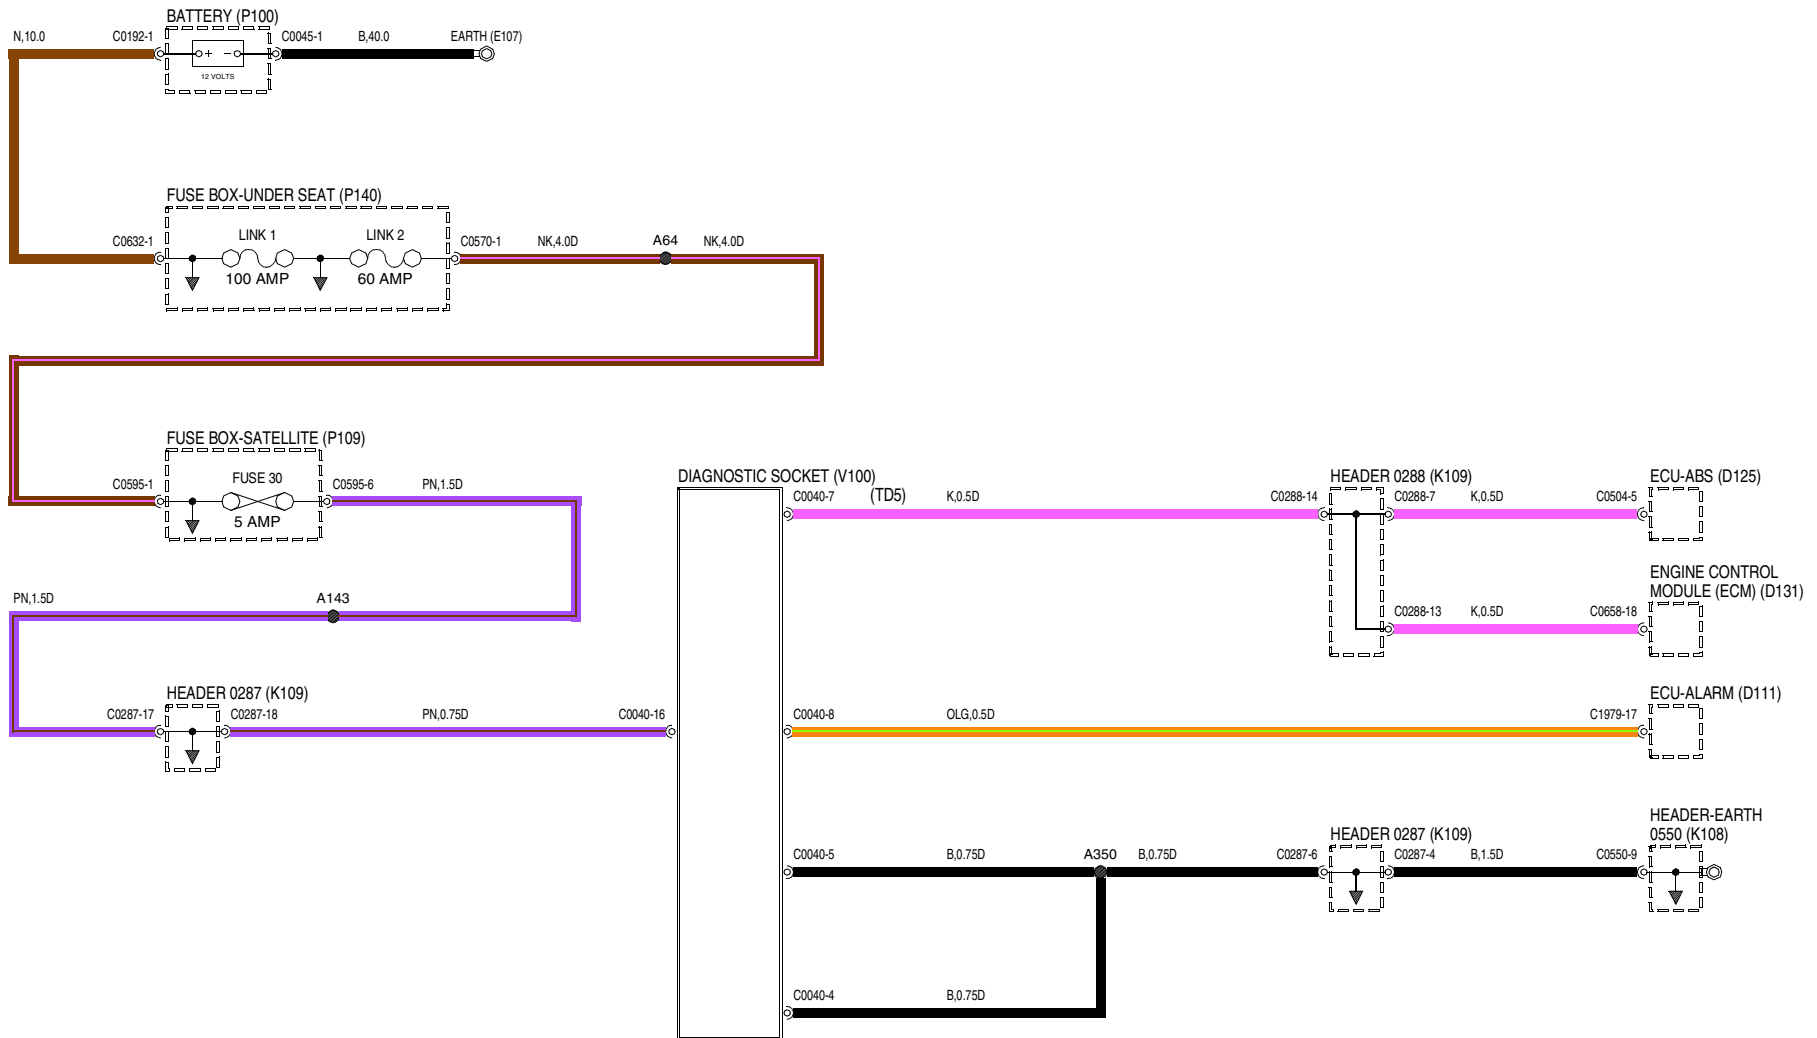 BATTERY (P100)
N,10.0
C0192-1
C0045-1
B,40.0
EARTH (E107)
+ −
12 VOLTS
FUSE BOX-UNDER SEAT (P140)
C0632-1
LINK 1
LINK 2
C0570-1
NK,4.0D
A64
NK,4.0D
100 AMP
60 AMP
FUSE BOX-SATELLITE (P109)
C0595-1
FUSE 30
C0595-6
PN,1.5D
5 AMP
PN,1.5D
A143
HEADER 0287 (K109)
C0287-17
C0287-18
PN,0.75D
C0040-16
DIAGNOSTIC SOCKET (V100)
(TD5)
C0040-7
K,0.5D
C0288-14
HEADER 0288 (K109)
C0288-7
K,0.5D
C0504-5
ECU-ABS (D125)
ENGINE CONTROL
MODULE (ECM) (D131)
C0288-13
K,0.5D
C0658-18
C0040-8
OLG,0.5D
C1979-17
ECU-ALARM (D111)
C0040-5
B,0.75D
A350
B,0.75D
C0287-6
HEADER 0287 (K109)
C0287-4
B,1.5D
C0550-9
HEADER-EARTH
0550 (K108)
C0040-4
B,0.75D